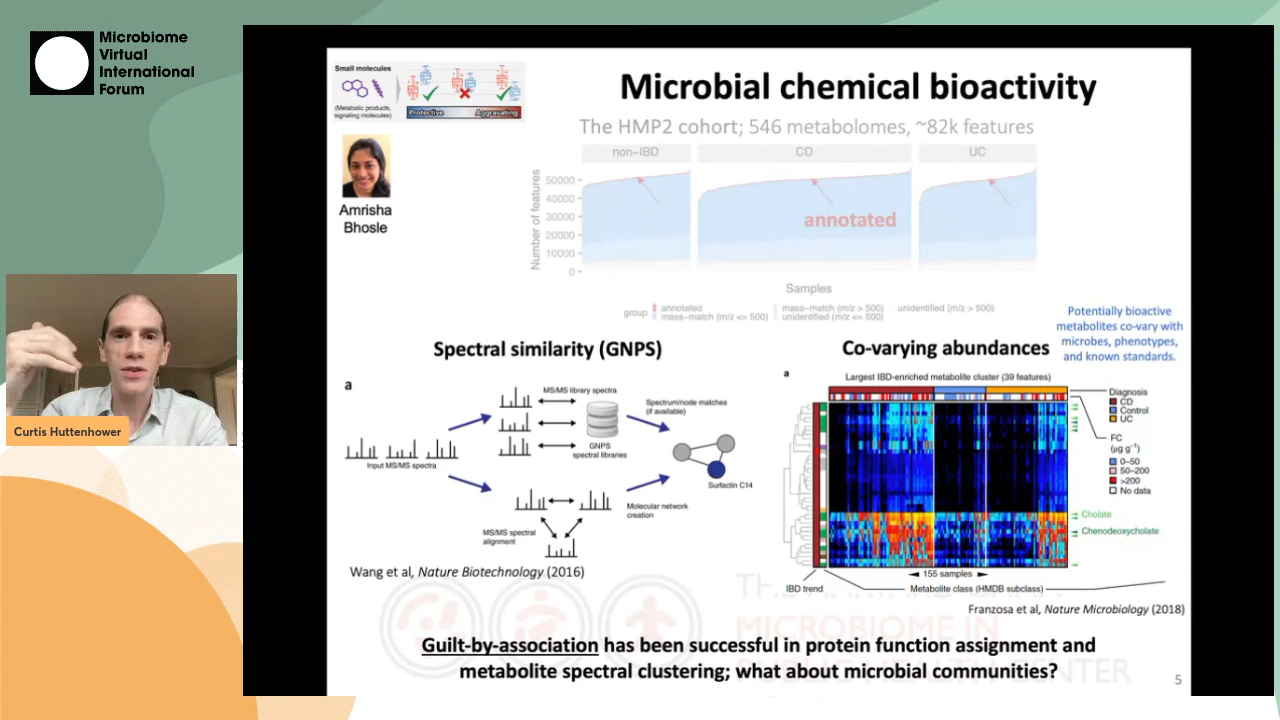 Microbiome
Virtual
International
Forum
Small molecules
(Metabolic products,
signaling molecules)
Protective
Aggravating
Microbial chemical bioactivity
The HMP2 cohort; 546 metabolomes, ~82k features
Amrisha
Bhosle
non–IBD
CD
UC
Number of features
50000
40000
30000
20000
10000
0
annotated
Samples
group
annotated
mass–match (m/z > 500)
unidentified (m/z > 500)
mass–match (m/z <= 500)
unidentified (m/z <= 500)
Potentially bioactive
metabolites co-vary with
microbes, phenotypes,
and known standards.
Spectral similarity (GNPS)
a
MS/MS library spectra
Spectrum/node matches
(if available)
GNPS
spectral libraries
Input MS/MS spectra
Surfactin C14
Molecular network
creation
MS/MS spectral
alignment
Wang et al, Nature Biotechnology (2016)
Co-varying abundances
a
Largest IBD-enriched metabolite cluster (39 features)
Diagnosis
CD
Control
UC
FC
(µg g⁻¹)
0–50
50–200
>200
No data
Cholate
Chenodeoxycholate
155 samples
IBD trend
Metabolite class (HMDB subclass)
Franzosa et al, Nature Microbiology (2018)
MICROBIOME IN
CENTER
Guilt-by-association has been successful in protein function assignment and
metabolite spectral clustering; what about microbial communities?
5
Curtis Huttenhower